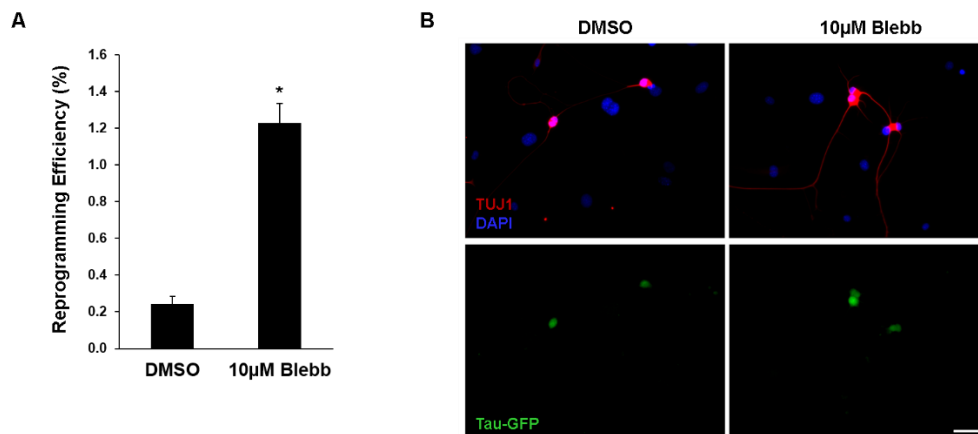 A
Reprogramming Efficiency (%)
1.6
1.4
1.2
1.0
0.8
0.6
0.4
0.2
0.0
*
DMSO 10µM Blebb
B
DMSO 10µM Blebb
TUJ1
DAPI
Tau-GFP